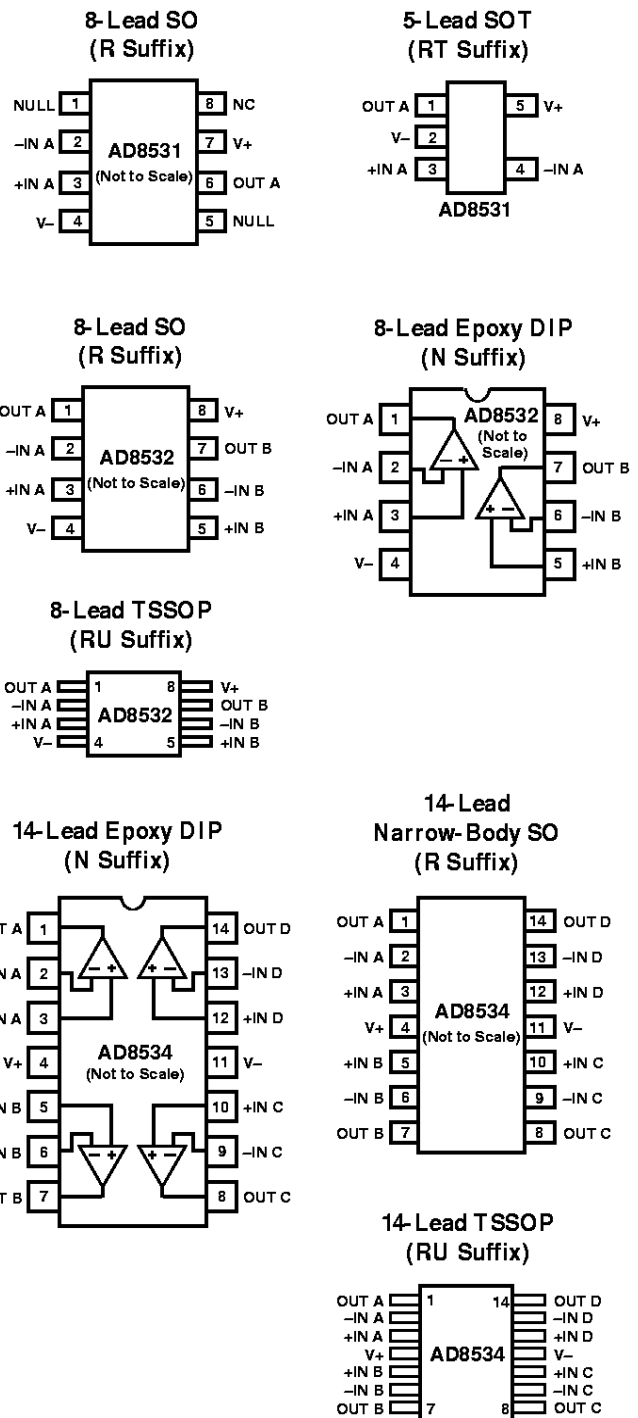 8-Lead SO
(R Suffix)
NULL 1 8 NC
–IN A 2 7 V+
AD8531
(Not to Scale)
+IN A 3 6 OUT A
V– 4 5 NULL
5-Lead SOT
(RT Suffix)
OUT A 1 5 V+
V– 2
+IN A 3 4 –IN A
AD8531
8-Lead SO
(R Suffix)
OUT A 1 8 V+
–IN A 2 7 OUT B
AD8532
(Not to Scale)
+IN A 3 6 –IN B
V– 4 5 +IN B
8-Lead Epoxy DIP
(N Suffix)
OUT A 1 8 V+
AD8532
(Not to
Scale)
–IN A 2 7 OUT B
– +
+IN A 3 6 –IN B
+ –
V– 4 5 +IN B
8-Lead TSSOP
(RU Suffix)
OUT A 1 8 V+
–IN A OUT B
AD8532
+IN A –IN B
V– 4 5 +IN B
14-Lead Epoxy DIP
(N Suffix)
T A 1 14 OUT D
N A 2 13 –IN D
– + + –
N A 3 12 +IN D
AD8534
(Not to Scale)
V+ 4 11 V–
N B 5 10 +IN C
N B 6 9 –IN C
– + + –
T B 7 8 OUT C
14-Lead
Narrow-Body SO
(R Suffix)
OUT A 1 14 OUT D
–IN A 2 13 –IN D
+IN A 3 12 +IN D
AD8534
(Not to Scale)
V+ 4 11 V–
+IN B 5 10 +IN C
–IN B 6 9 –IN C
OUT B 7 8 OUT C
14-Lead TSSOP
(RU Suffix)
OUT A 1 14 OUT D
–IN A –IN D
+IN A +IN D
V+ AD8534 V–
+IN B +IN C
–IN B –IN C
OUT B 7 8 OUT C